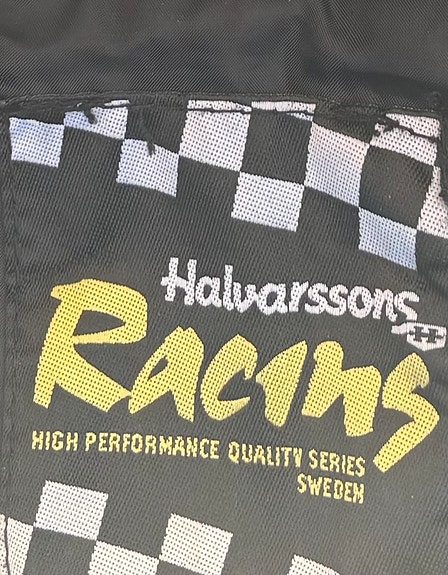 Halvarssons
Racing
HIGH PERFORMANCE QUALITY SERIES
SWEDEN